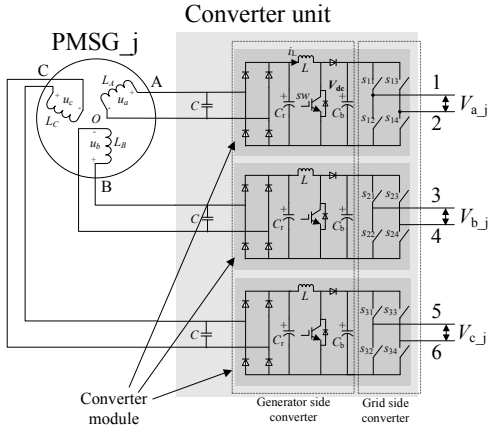 Converter unit
PMSG_j
C
A
B
O
L_A
u_a
u_c
L_C
u_b
L_B
-
+
C
i_L
L
sw
V_dc
+
C_r
+
C_b
s_11
s_13
s_12
s_14
1
2
V_a_j
C
L
+
C_r
+
C_b
s_21
s_23
s_22
s_24
3
4
V_b_j
C
L
+
C_r
+
C_b
s_31
s_33
s_32
s_34
5
6
V_c_j
Converter
module
Generator side
converter
Grid side
converter